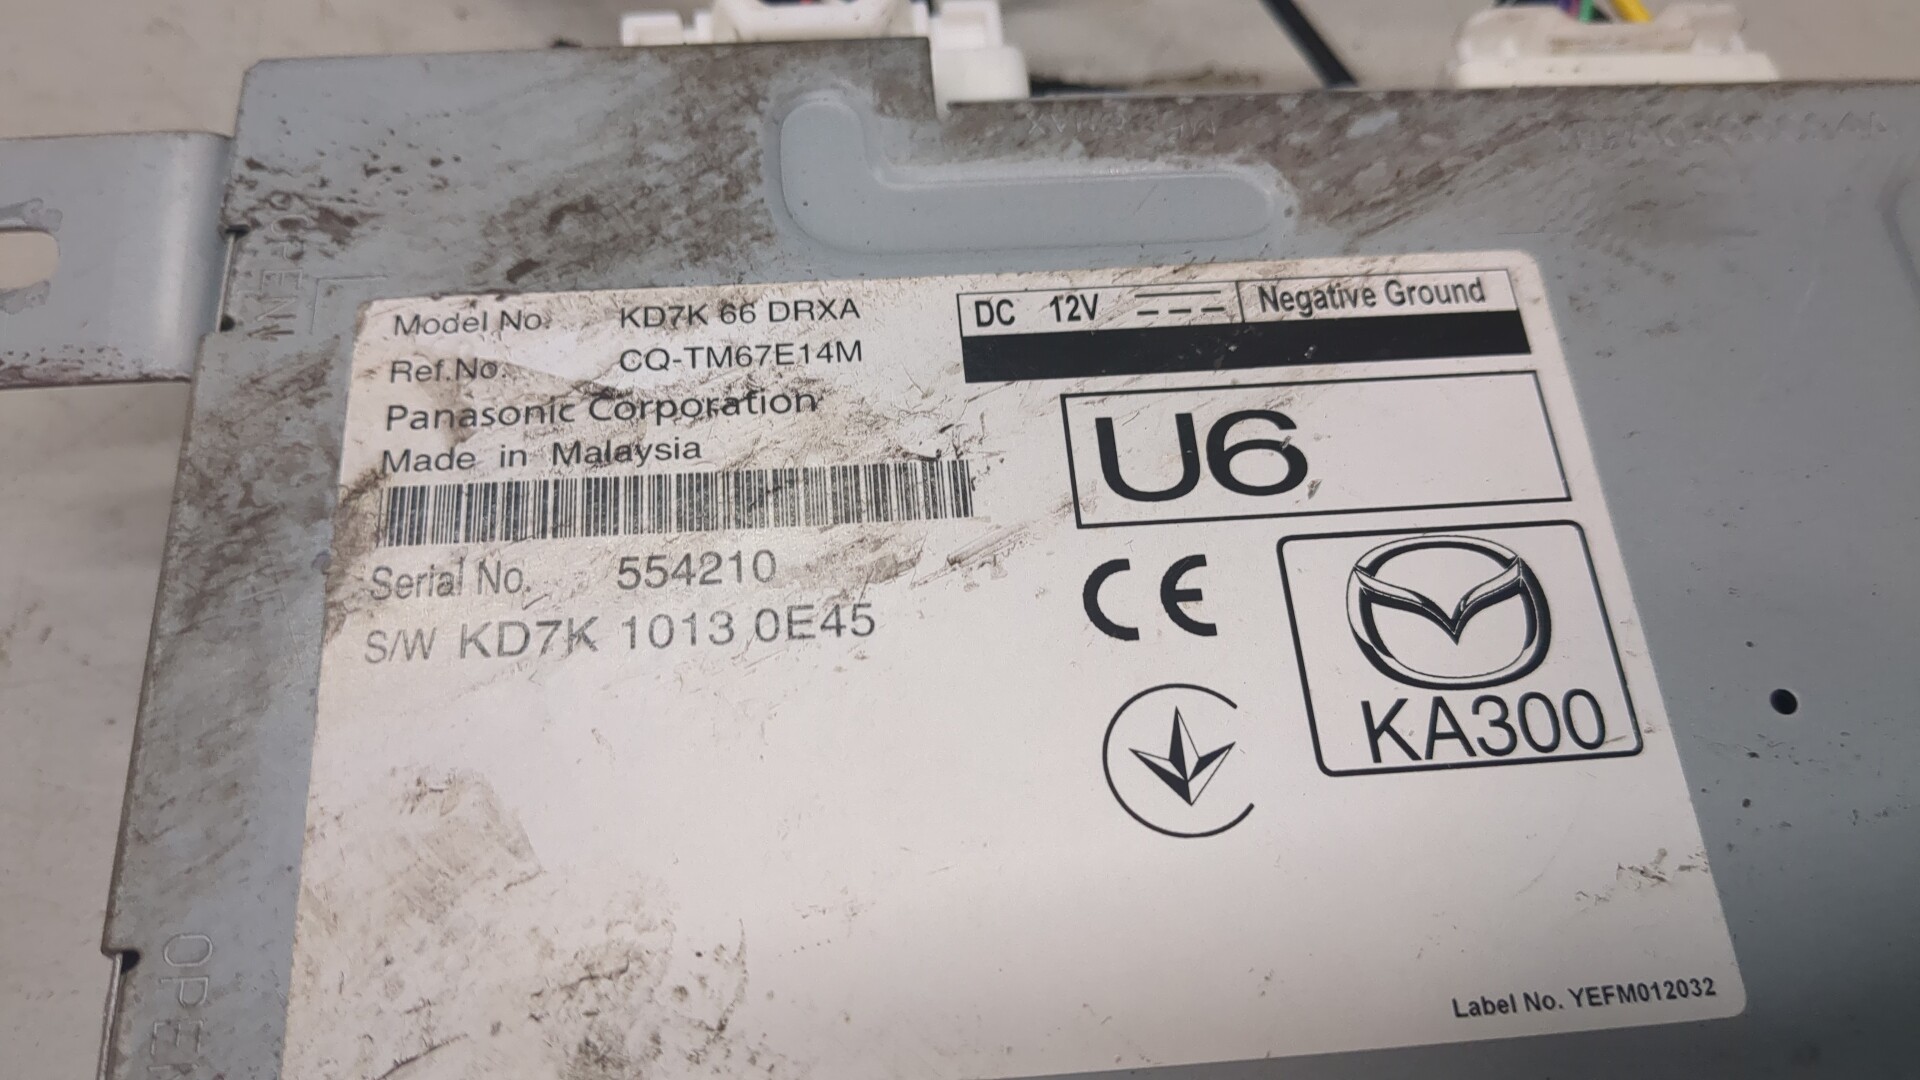 Model No. KD7K 66 DRXA
Ref.No. CQ-TM67E14M
Panasonic Corporation
Made in Malaysia
Serial No. 554210
S/W KD7K 1013 0E45
DC 12V Negative Ground
U6
CE
KA300
Label No. YEFM012032
OPEN
OPEN